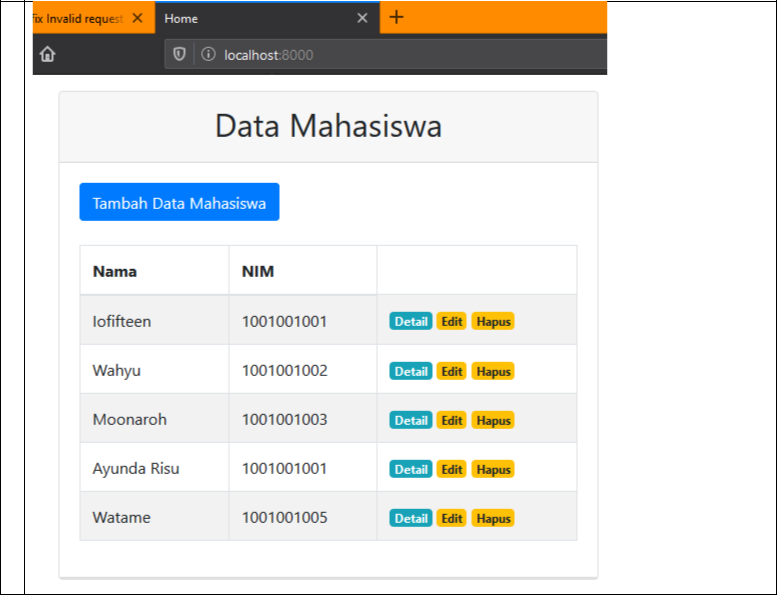 fix Invalid request
Home
localhost:8000
Data Mahasiswa
Tambah Data Mahasiswa
Nama NIM
Iofifteen 1001001001 Detail Edit Hapus
Wahyu 1001001002 Detail Edit Hapus
Moonaroh 1001001003 Detail Edit Hapus
Ayunda Risu 1001001001 Detail Edit Hapus
Watame 1001001005 Detail Edit Hapus